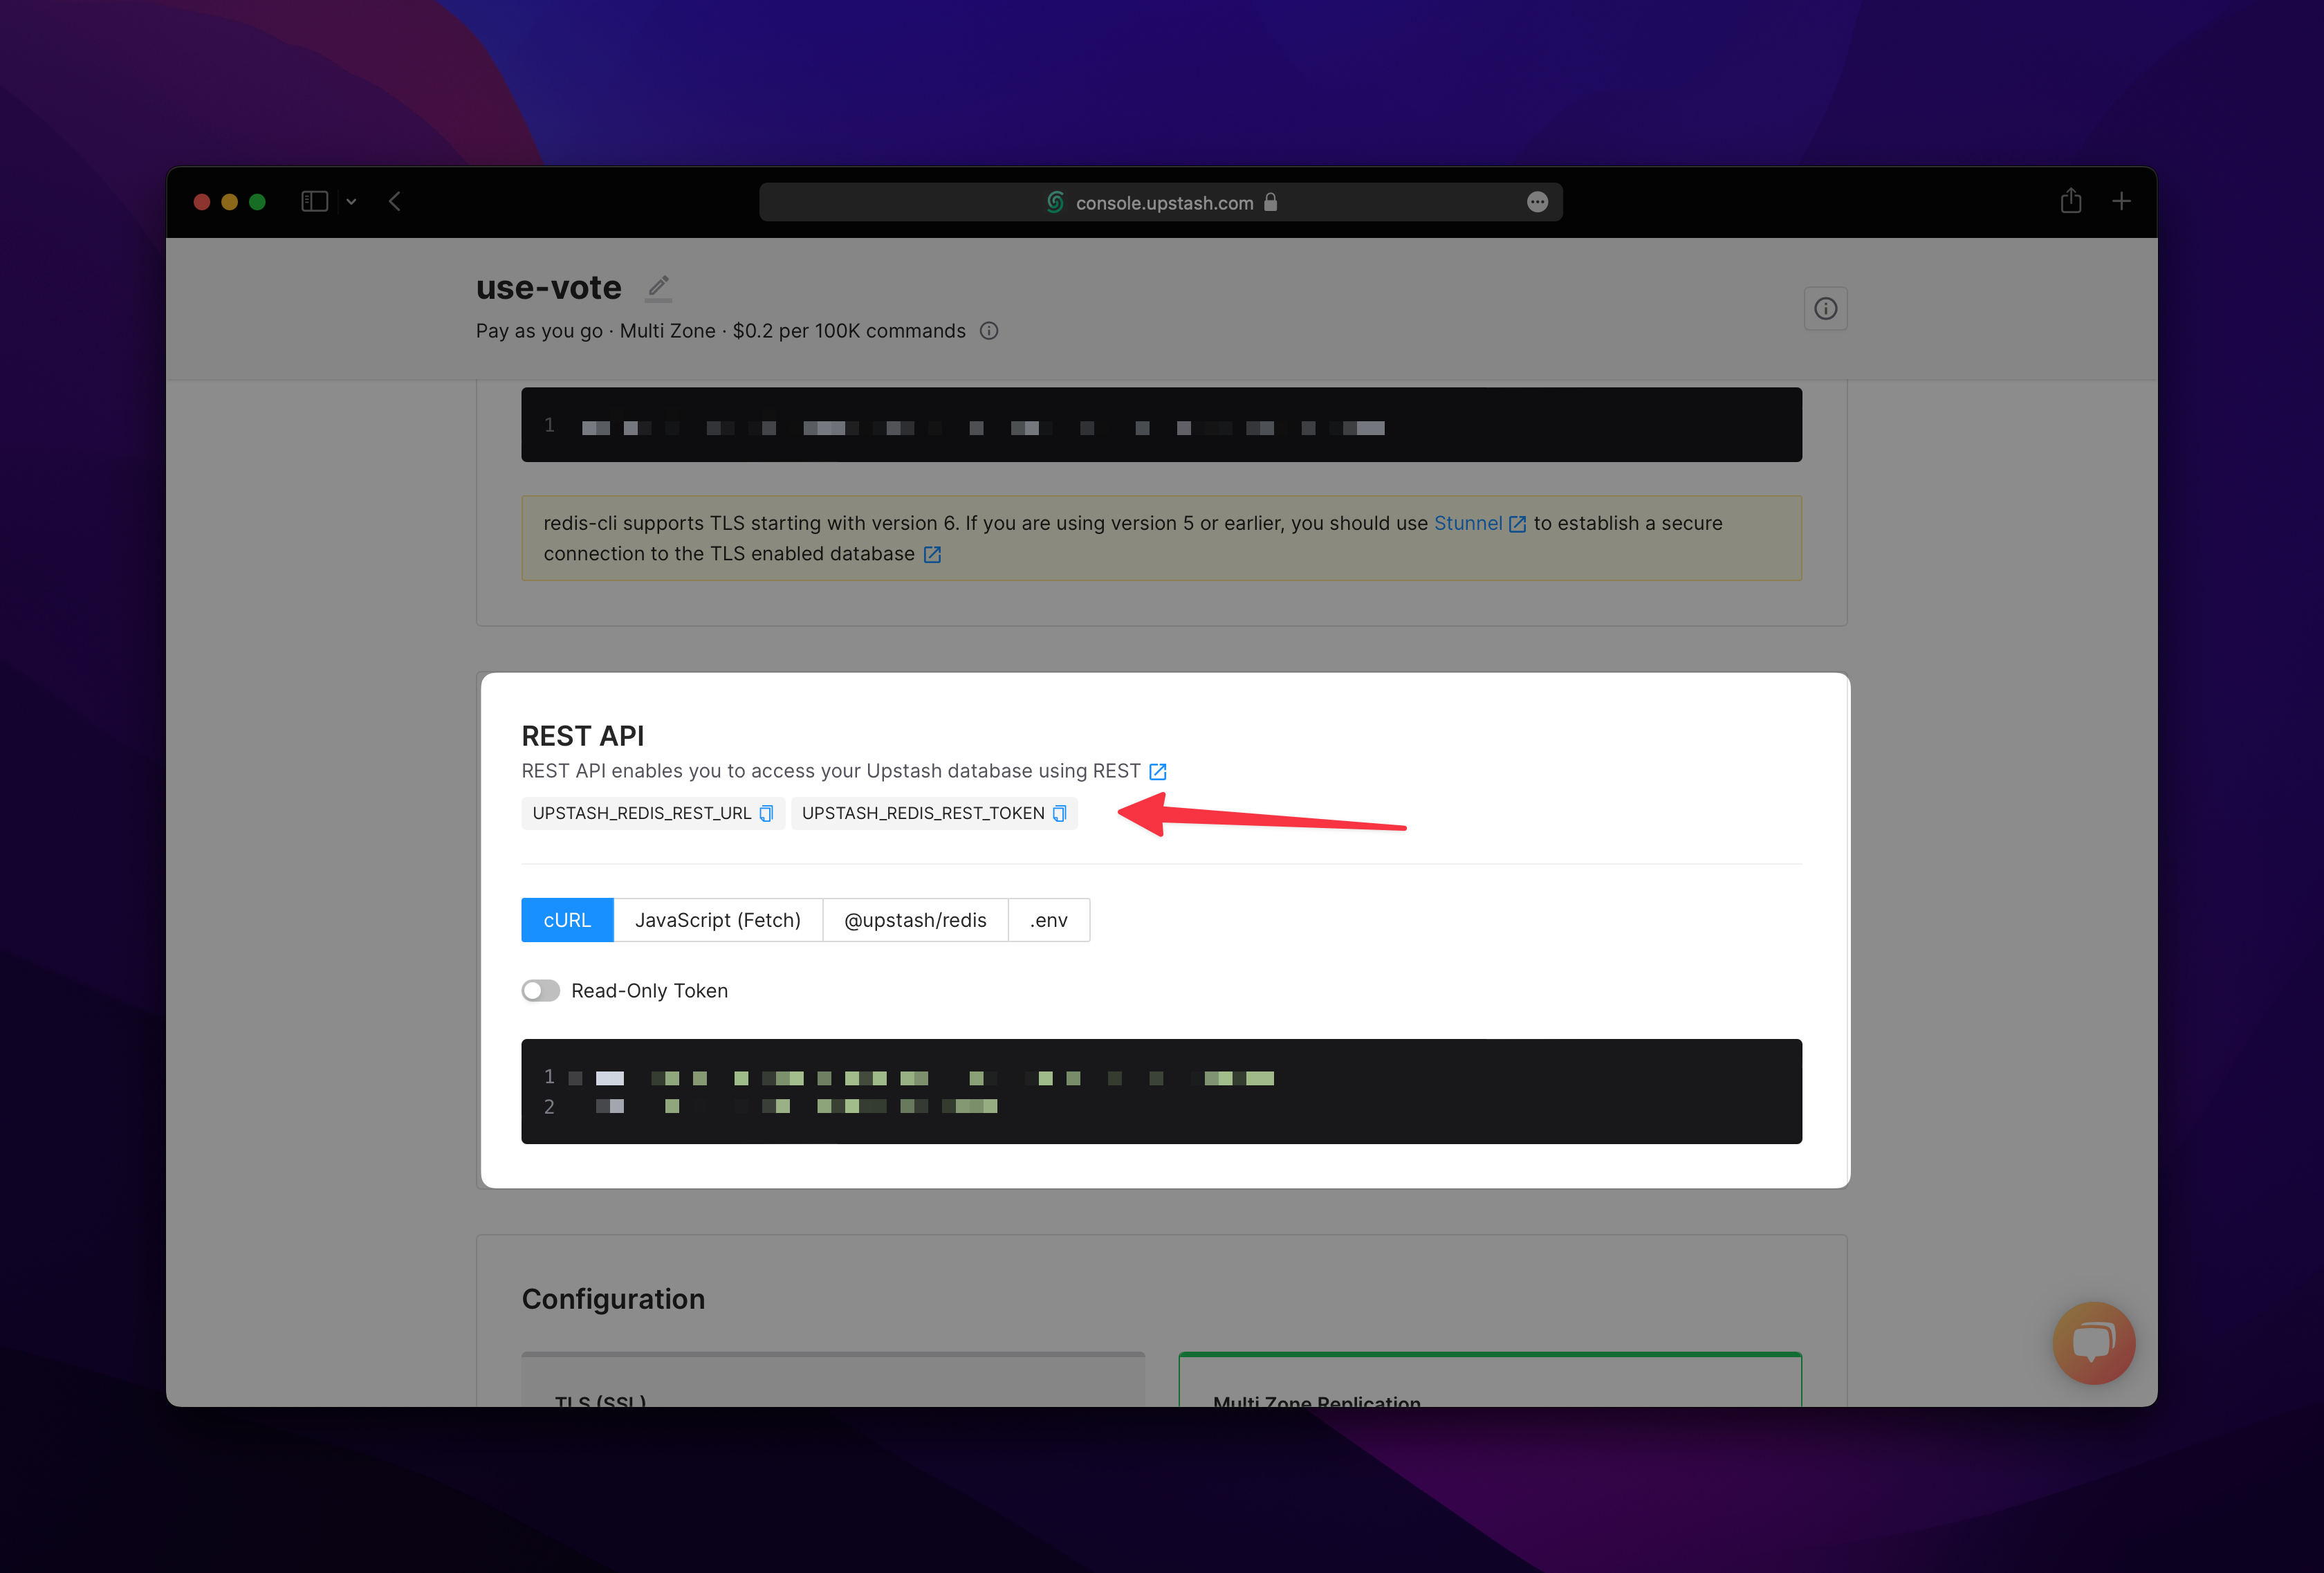 console.upstash.com
use-vote
Pay as you go · Multi Zone · $0.2 per 100K commands
1
redis-cli supports TLS starting with version 6. If you are using version 5 or earlier, you should use Stunnel to establish a secure
connection to the TLS enabled database
REST API
REST API enables you to access your Upstash database using REST
UPSTASH_REDIS_REST_URL UPSTASH_REDIS_REST_TOKEN
cURL JavaScript (Fetch) @upstash/redis .env
Read-Only Token
1
2
Configuration
TLS (SSL) Multi Zone Replication